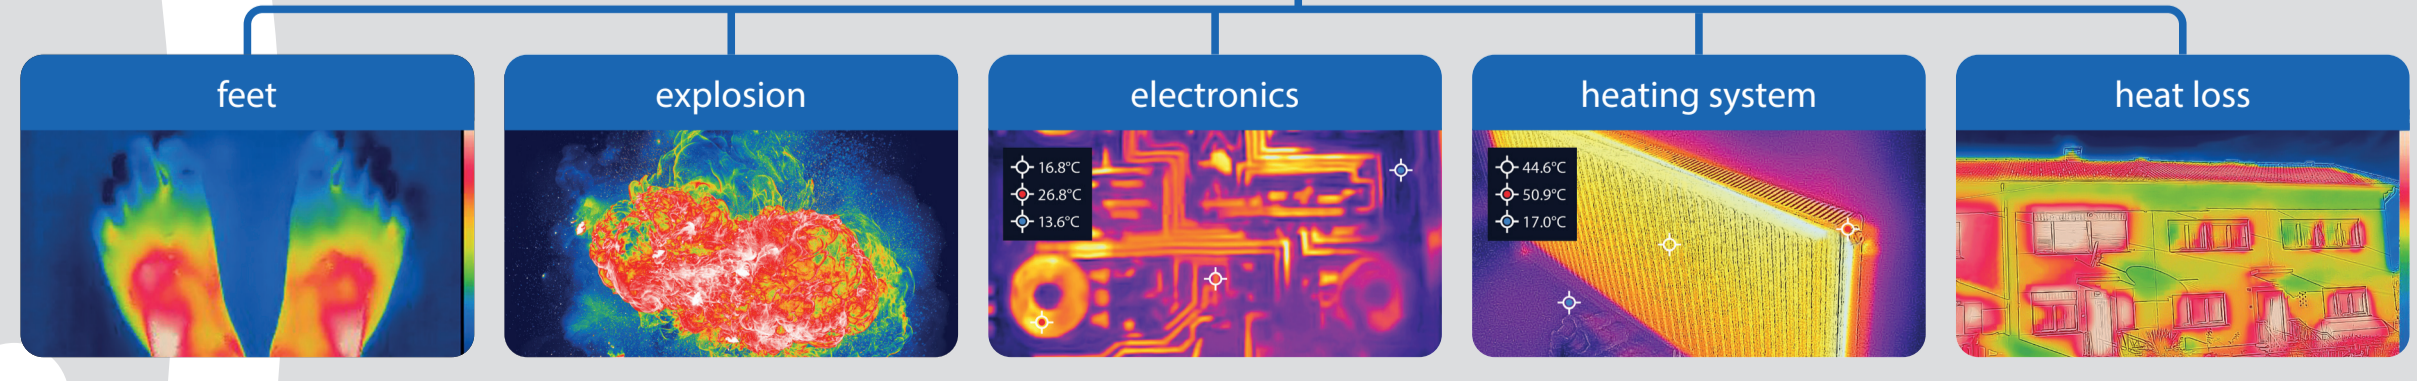 feet
explosion
electronics
heating system
heat loss
16.8°C
26.8°C
13.6°C
44.6°C
50.9°C
17.0°C